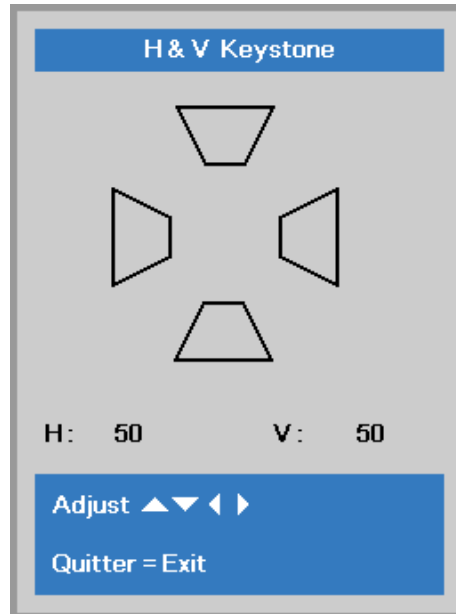 H & V Keystone
H : 50 V : 50
Adjust
Quitter = Exit